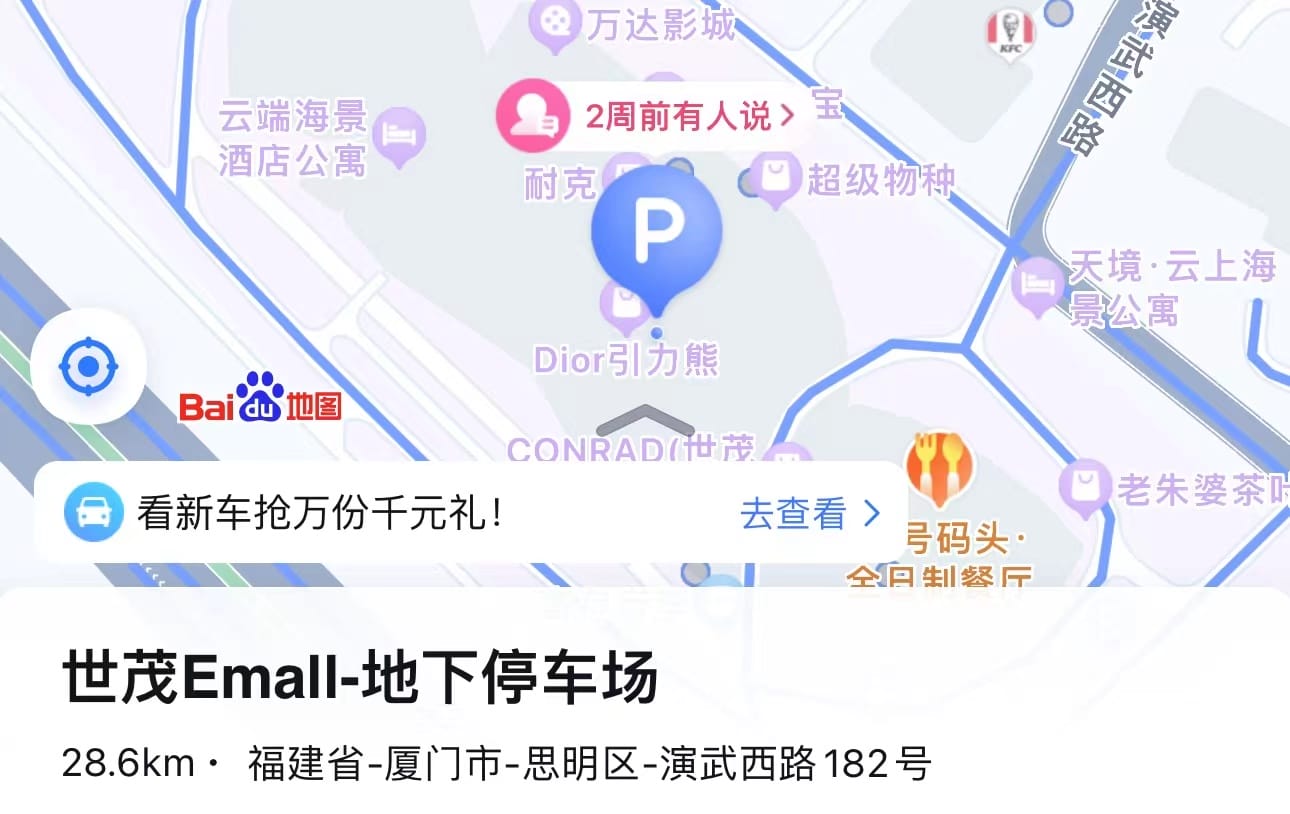 万达影城
演武西路
KFC
云端海景
酒店公寓
2周前有人说
宝
耐克
超级物种
P
天境·云上海
景公寓
Dior引力熊
Baidu地图
CONRAD(世茂
老朱婆茶叶
看新车抢万份千元礼!
去查看
号码头·
全日制餐厅
世茂Emall-地下停车场
28.6km· 福建省-厦门市-思明区-演武西路182号